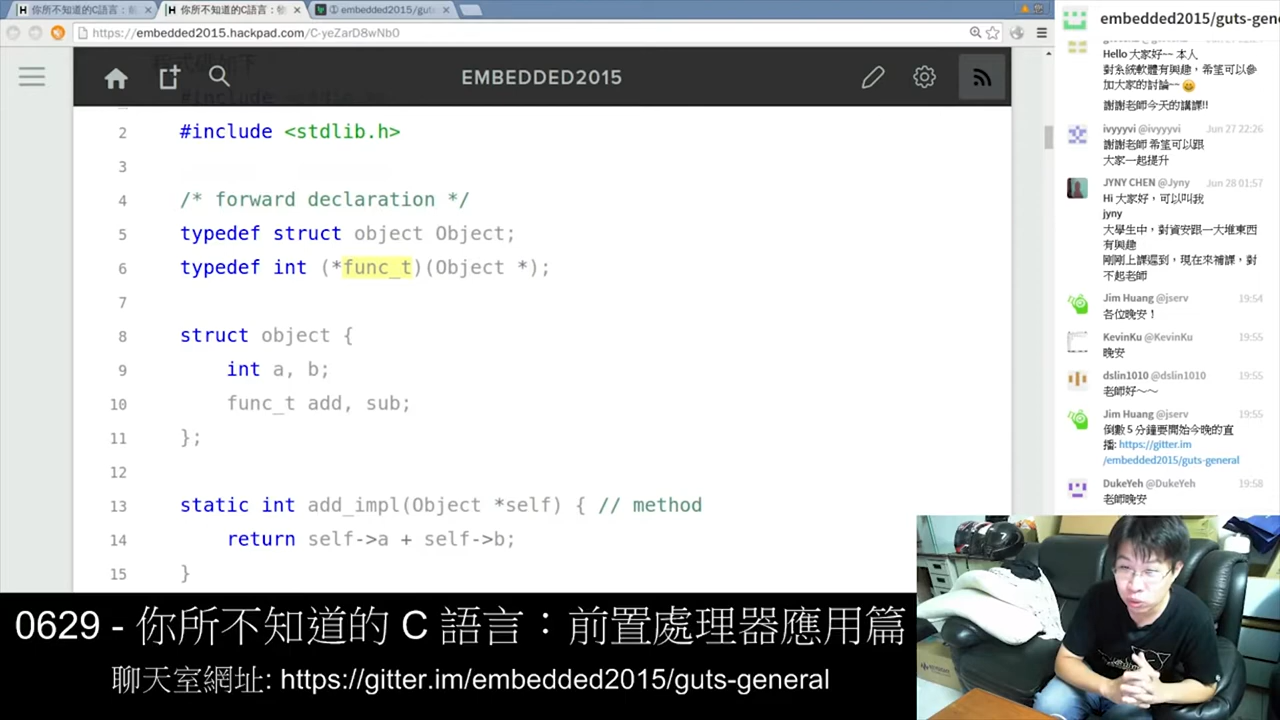 你所不知道的C語言：
你所不知道的C語言：
embedded2015/gut
https://embedded2015.hackpad.com/C-yeZarD8wNb0
EMBEDDED2015
2 #include <stdlib.h>
3
4 /* forward declaration */
5 typedef struct object Object;
6 typedef int (*func_t)(Object *);
7
8 struct object {
9 int a, b;
10 func_t add, sub;
11 };
12
13 static int add_impl(Object *self) { // method
14 return self->a + self->b;
15 }
embedded2015/guts-gene
Hello 大家好~~ 本人
對系統軟體有興趣，希望可以參
加大家的討論~~
謝謝老師今天的講課!!
ivyyyvi @ivyyyvi Jun 27 22:26
謝謝老師 希望可以跟
大家一起提升
JYNY CHEN @Jyny Jun 28 01:57
Hi 大家好，可以叫我
jyny
大學生中，對資安跟一大堆東西
有興趣
剛剛上課遲到，現在來補課，對
不起老師
Jim Huang @jserv 19:54
各位晚安！
KevinKu @KevinKu 19:55
晚安
dslin1010 @dslin1010 19:55
老師好～～
Jim Huang @jserv 19:55
倒數 5 分鐘要開始今晚的直
播: https://gitter.im
/embedded2015/guts-general
DukeYeh @DukeYeh 19:58
老師晚安
0629 - 你所不知道的 C 語言：前置處理器應用篇
聊天室網址: https://gitter.im/embedded2015/guts-general